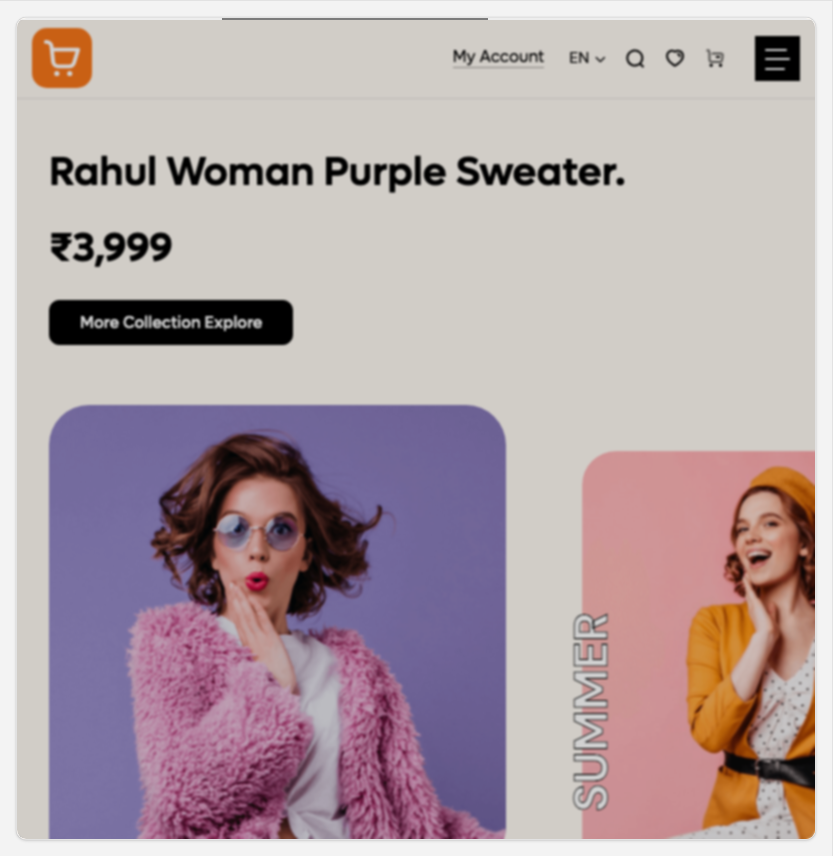 My Account
EN
Rahul Woman Purple Sweater.
₹3,999
More Collection Explore
SUMMER